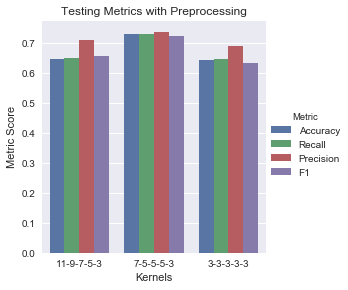 Testing Metrics with Preprocessing
Metric Score
0.7
0.6
0.5
0.4
0.3
0.2
0.1
0.0
11-9-7-5-3
7-5-5-5-3
3-3-3-3-3
Kernels
Metric
Accuracy
Recall
Precision
F1